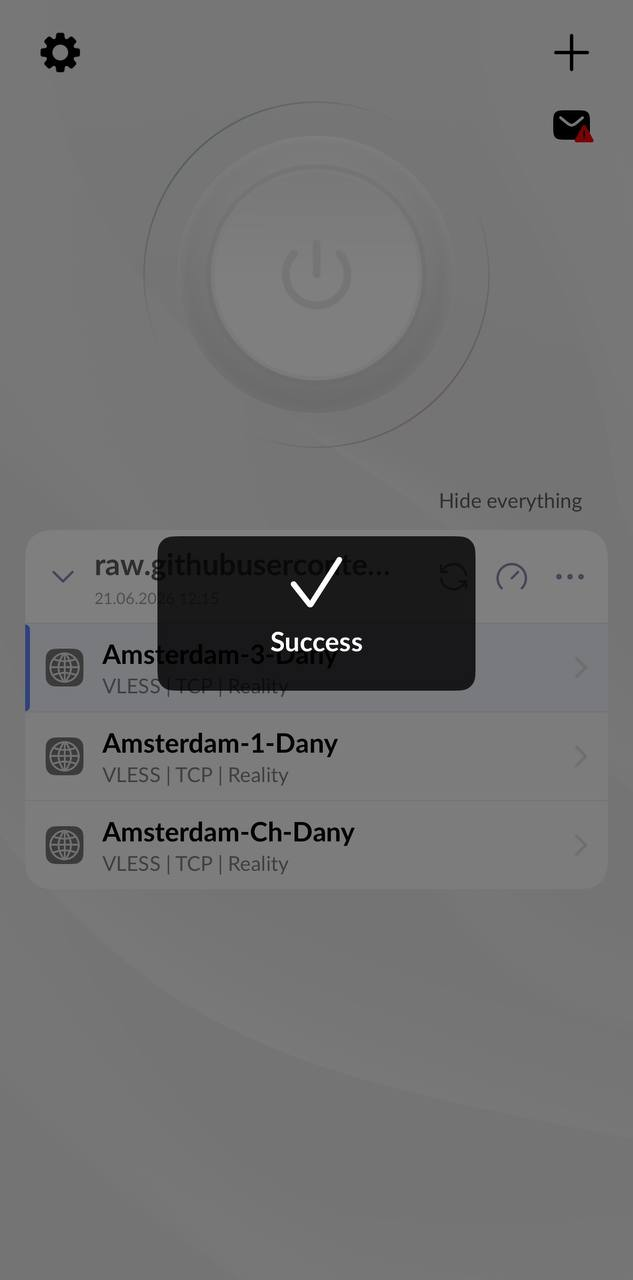 Hide everything
raw.githubuserconte...
21.06.2026 12:15
Success
Amsterdam-3-Dany
VLESS | TCP | Reality
Amsterdam-1-Dany
VLESS | TCP | Reality
Amsterdam-Ch-Dany
VLESS | TCP | Reality